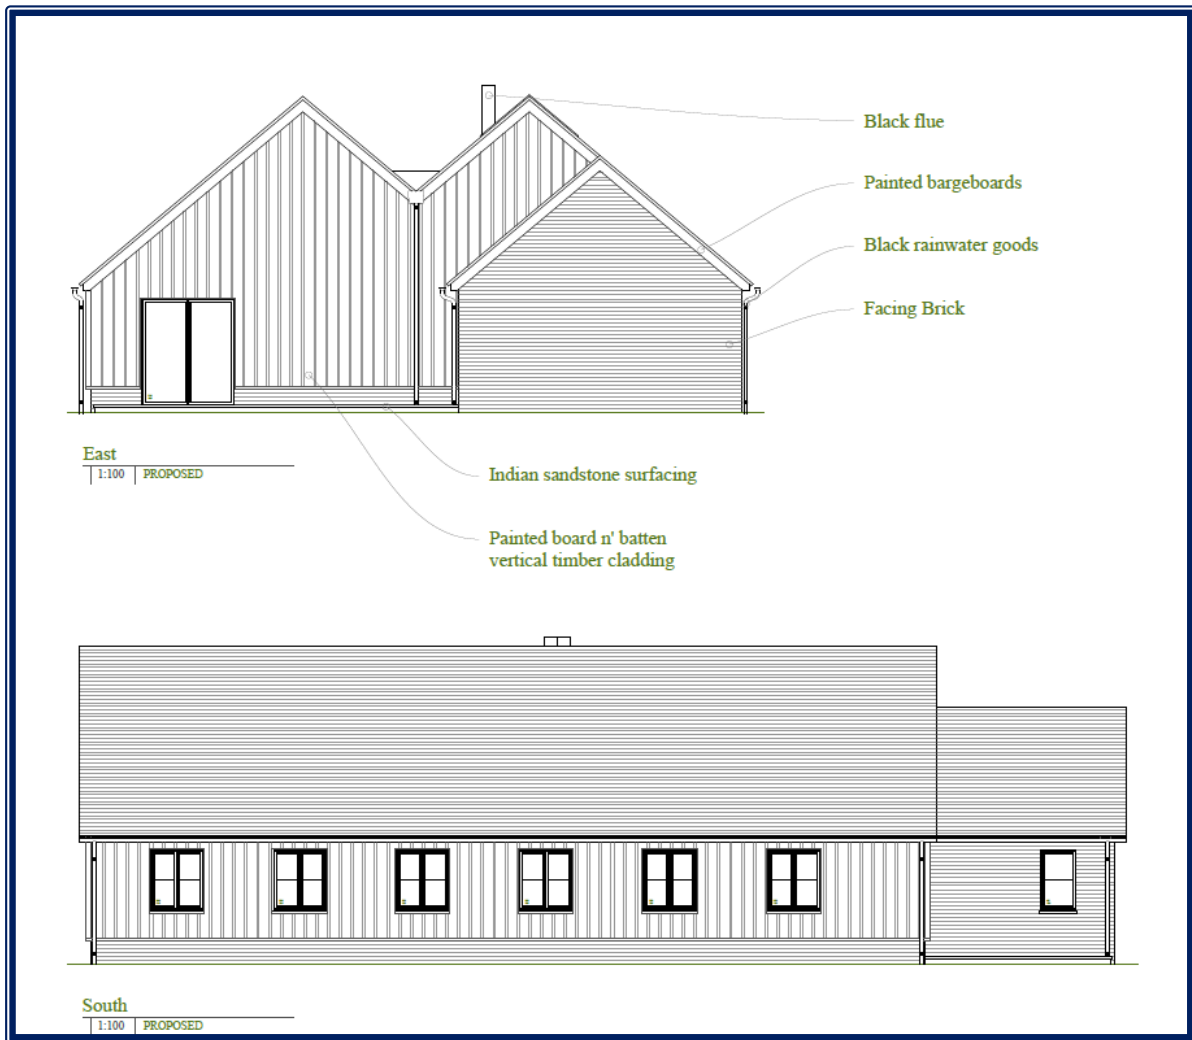 Black flue
Painted bargeboards
Black rainwater goods
Facing Brick
East
1:100 PROPOSED
Indian sandstone surfacing
Painted board n' batten
vertical timber cladding
South
1:100 PROPOSED